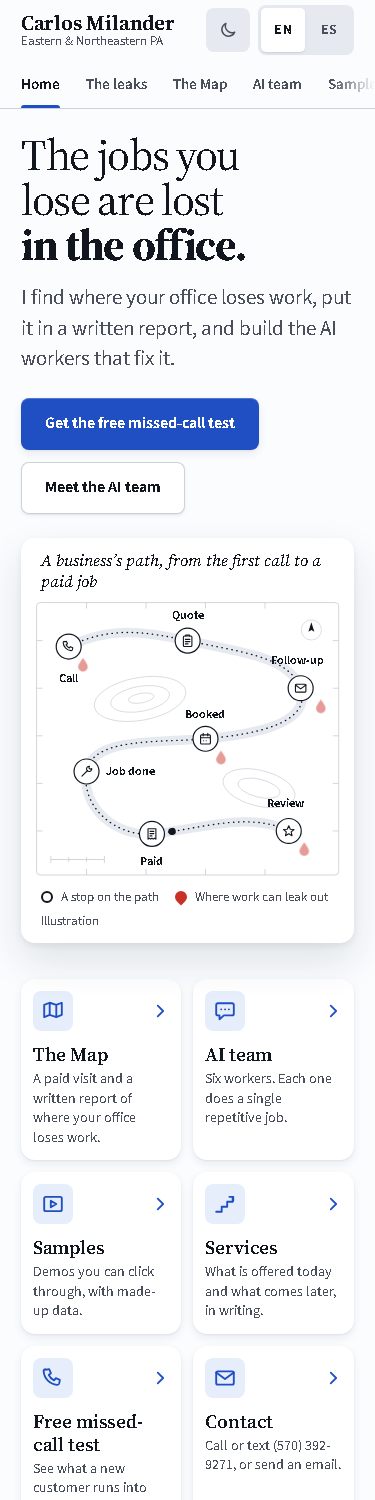 Carlos Milander
Eastern & Northeastern PA
EN ES
Home The leaks The Map AI team Sample
The jobs you
lose are lost
in the office.
I find where your office loses work, put
it in a written report, and build the AI
workers that fix it.
Get the free missed-call test
Meet the AI team
A business's path, from the first call to a
paid job
Quote
Follow-up
Call
Booked
Job done
Review
Paid
A stop on the path Where work can leak out
Illustration
The Map
A paid visit and a
written report of
where your office
loses work.
AI team
Six workers. Each one
does a single
repetitive job.
Samples
Demos you can click
through, with made-
up data.
Services
What is offered today
and what comes later,
in writing.
Free missed-
call test
See what a new
customer runs into
Contact
Call or text (570) 392-
9271, or send an email.